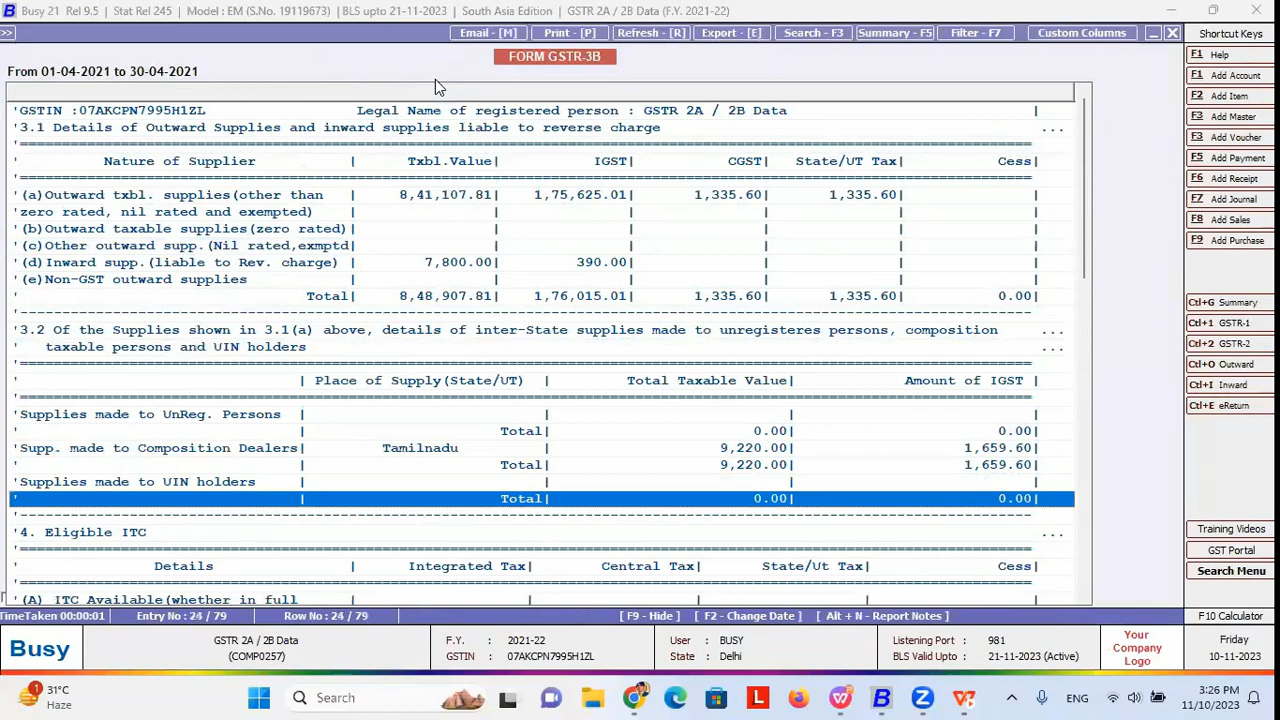 Busy 21 Rel 9.5 | Stat Rel 245 | Model : EM (S.No. 19119673) | BLS upto 21-11-2023 | South Asia Edition | GSTR 2A / 2B Data (F.Y. 2021-22)
>> Email - [M] Print - [P] Refresh - [R] Export - [E] Search - F3 Summary - F5 Filter - F7 Custom Columns Shortcut Keys
FORM GSTR-3B
From 01-04-2021 to 30-04-2021
'GSTIN :07AKCPN7995H1ZL Legal Name of registered person : GSTR 2A / 2B Data |
'3.1 Details of Outward Supplies and inward supplies liable to reverse charge ...
' Nature of Supplier | Txbl.Value| IGST| CGST| State/UT Tax| Cess|
'(a)Outward txbl. supplies(other than | 8,41,107.81| 1,75,625.01| 1,335.60| 1,335.60| |
'zero rated, nil rated and exempted) | | | | | |
'(b)Outward taxable supplies(zero rated)| | | | | |
'(c)Other outward supp.(Nil rated,exmptd| | | | | |
'(d)Inward supp.(liable to Rev. charge) | 7,800.00| 390.00| | | |
'(e)Non-GST outward supplies | | | | | |
' Total| 8,48,907.81| 1,76,015.01| 1,335.60| 1,335.60| 0.00|
'3.2 Of the Supplies shown in 3.1(a) above, details of inter-State supplies made to unregisteres persons, composition ...
' taxable persons and UIN holders ...
' | Place of Supply(State/UT) | Total Taxable Value| Amount of IGST |
'Supplies made to UnReg. Persons | | | |
' | Total| 0.00| 0.00|
'Supp. made to Composition Dealers| Tamilnadu | 9,220.00| 1,659.60|
' | Total| 9,220.00| 1,659.60|
'Supplies made to UIN holders | | | |
' | Total| 0.00| 0.00|
'4. Eligible ITC ...
' Details | Integrated Tax| Central Tax| State/Ut Tax| Cess|
'(A) ITC Available(whether in full | | | | |
F1 Help
F1 Add Account
F2 Add Item
F3 Add Master
F3 Add Voucher
F5 Add Payment
F6 Add Receipt
F7 Add Journal
F8 Add Sales
F9 Add Purchase
Ctl+G Summary
Ctl+1 GSTR-1
Ctl+2 GSTR-2
Ctl+O Outward
Ctl+I Inward
Ctl+E eReturn
Training Videos
GST Portal
Search Menu
F10 Calculator
TimeTaken 00:00:01 Entry No : 24 / 79 Row No : 24 / 79 [ F9 - Hide ] [ F2 - Change Date ] [ Alt + N - Report Notes ]
Busy
GSTR 2A / 2B Data
(COMP0257)
F.Y. : 2021-22
GSTIN : 07AKCPN7995H1ZL
User : BUSY
State : Delhi
Listening Port : 981
BLS Valid Upto : 21-11-2023 (Active)
Your
Company
Logo
Friday
10-11-2023
1
31°C
Haze
Search
ENG
3:26 PM
11/10/2023